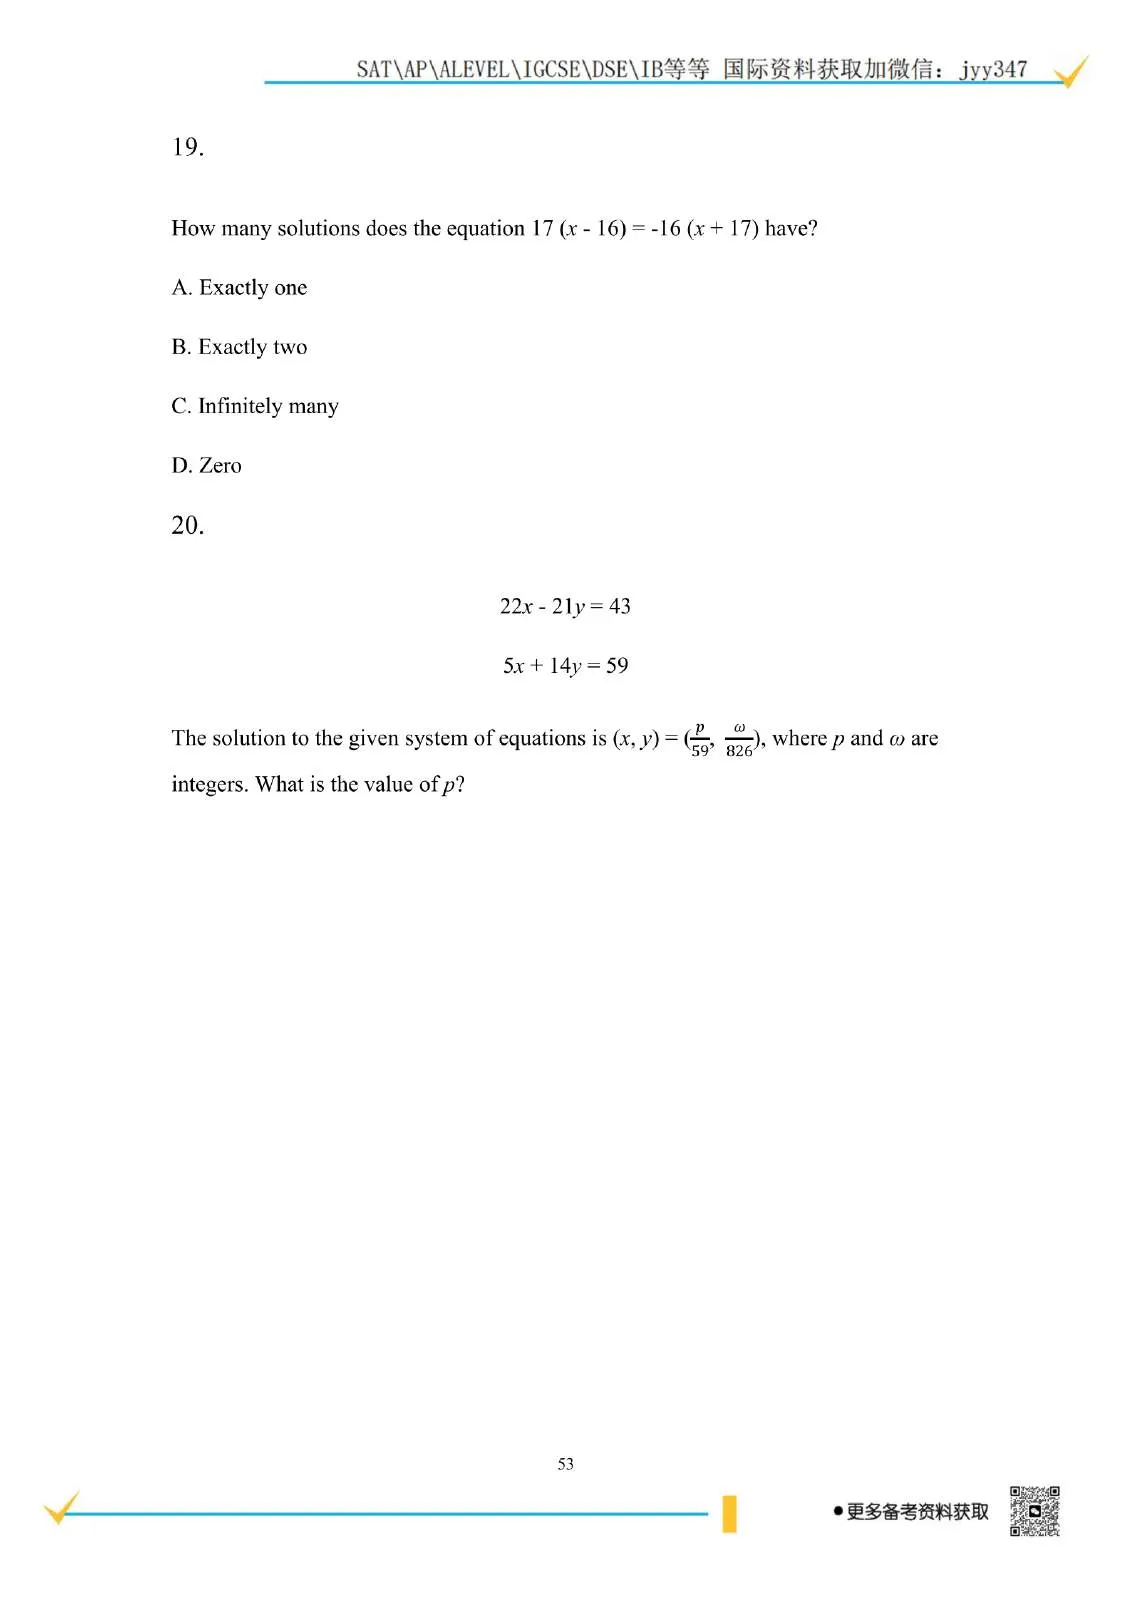 SAT\AP\ALEVEL\IGCSE\DSE\IB等等 国际资料获取加微信：jyy347
19.
How many solutions does the equation 17 (x - 16) = -16 (x + 17) have?
A. Exactly one
B. Exactly two
C. Infinitely many
D. Zero
20.
22x - 21y = 43
5x + 14y = 59
The solution to the given system of equations is (x, y) = (p/59, ω/826), where p and ω are
integers. What is the value of p?
53
●更多备考资料获取